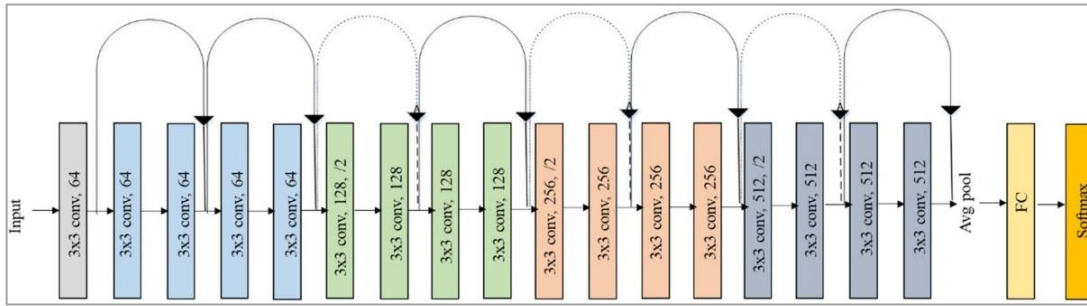 Input
3x3 conv, 64
3x3 conv, 64
3x3 conv, 64
3x3 conv, 64
3x3 conv, 64
3x3 conv, 128, /2
3x3 conv, 128
3x3 conv, 128
3x3 conv, 128
3x3 conv, 256, /2
3x3 conv, 256
3x3 conv, 256
3x3 conv, 256
3x3 conv, 512, /2
3x3 conv, 512
3x3 conv, 512
3x3 conv, 512
Avg pool
FC
Softmax